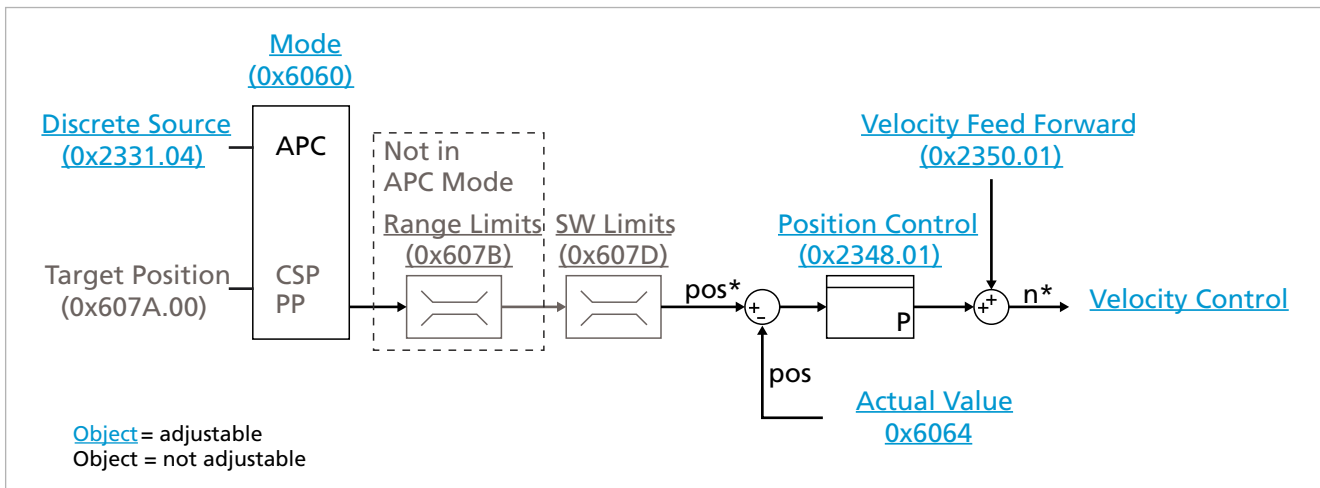 Mode
(0x6060)
Discrete Source
(0x2331.04)
APC
Not in
APC Mode
Velocity Feed Forward
(0x2350.01)
Range Limits
(0x607B)
SW Limits
(0x607D)
Position Control
(0x2348.01)
Target Position
(0x607A.00)
CSP
PP
pos*
+
-
P
+
+
n*
Velocity Control
pos
Actual Value
0x6064
Object = adjustable
Object = not adjustable